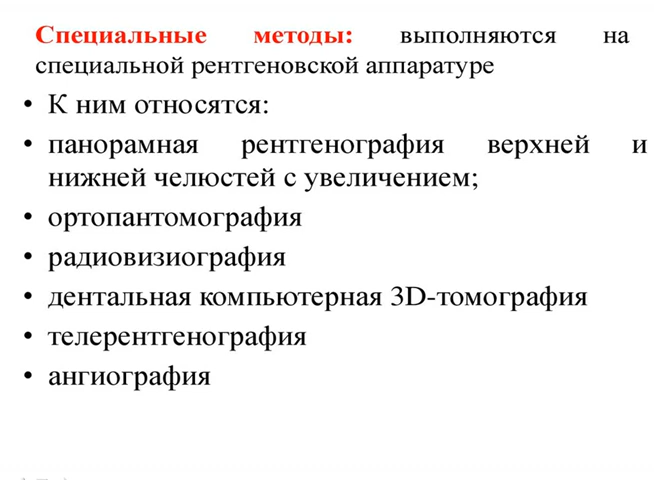 Специальные методы: выполняются на
специальной рентгеновской аппаратуре
• К ним относятся:
• панорамная рентгенография верхней и
нижней челюстей с увеличением;
• ортопантомография
• радиовизиография
• дентальная компьютерная 3D-томография
• телерентгенография
• ангиография